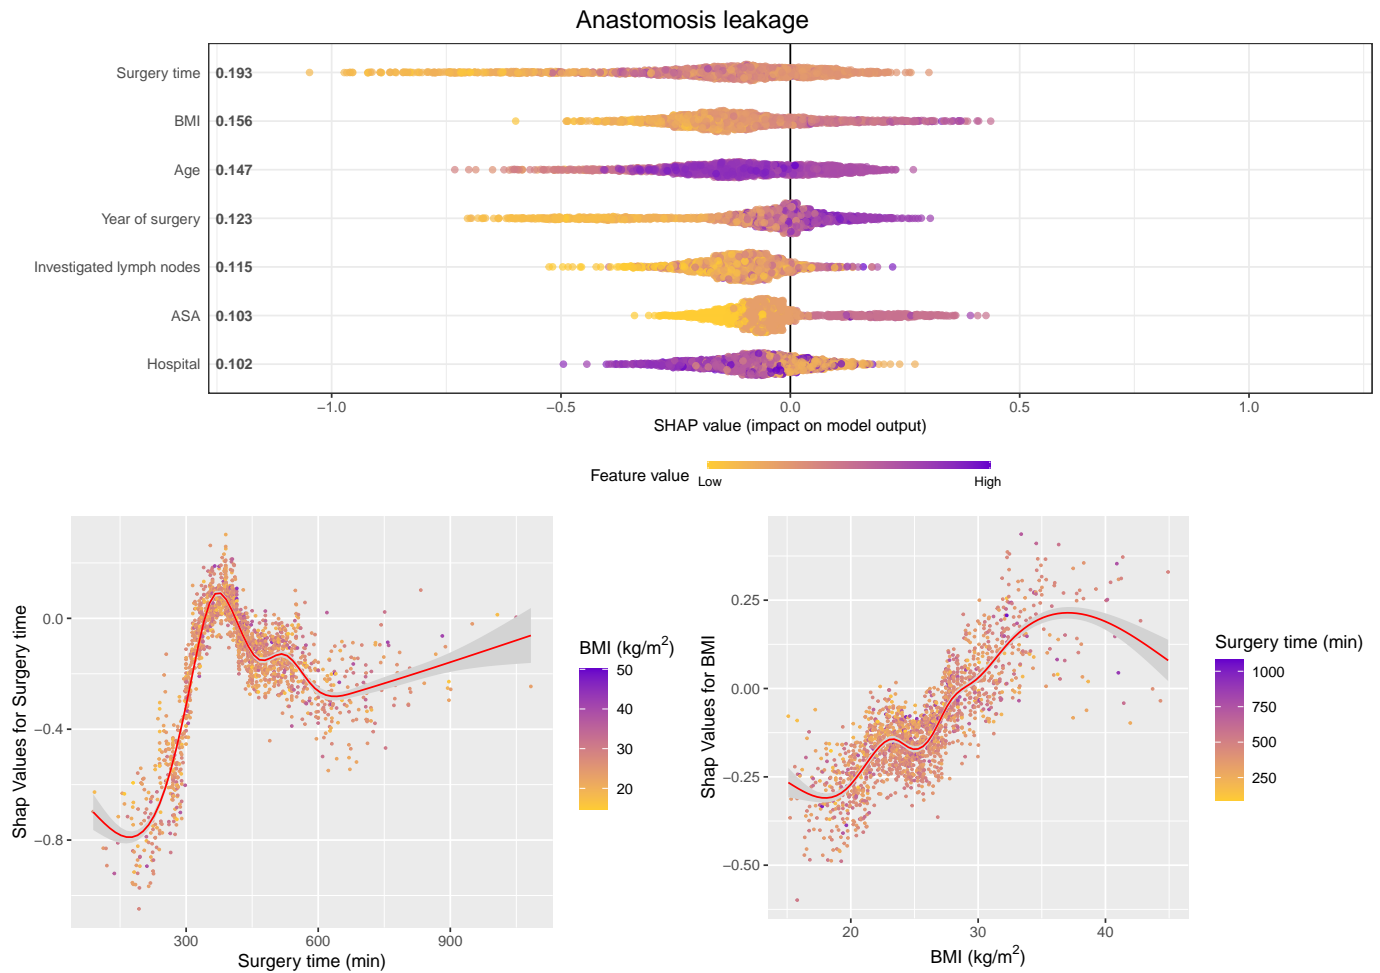 Anastomosis leakage
Surgery time 0.193
BMI 0.156
Age 0.147
Year of surgery 0.123
Investigated lymph nodes 0.115
ASA 0.103
Hospital 0.102
−1.0 −0.5 0.0 0.5 1.0
SHAP value (impact on model output)
Feature value Low High
Shap Values for Surgery time
0.0
−0.4
−0.8
300 600 900
Surgery time (min)
BMI (kg/m²)
50
40
30
20
Shap Values for BMI
0.25
0.00
−0.25
−0.50
20 30 40
BMI (kg/m²)
Surgery time (min)
1000
750
500
250